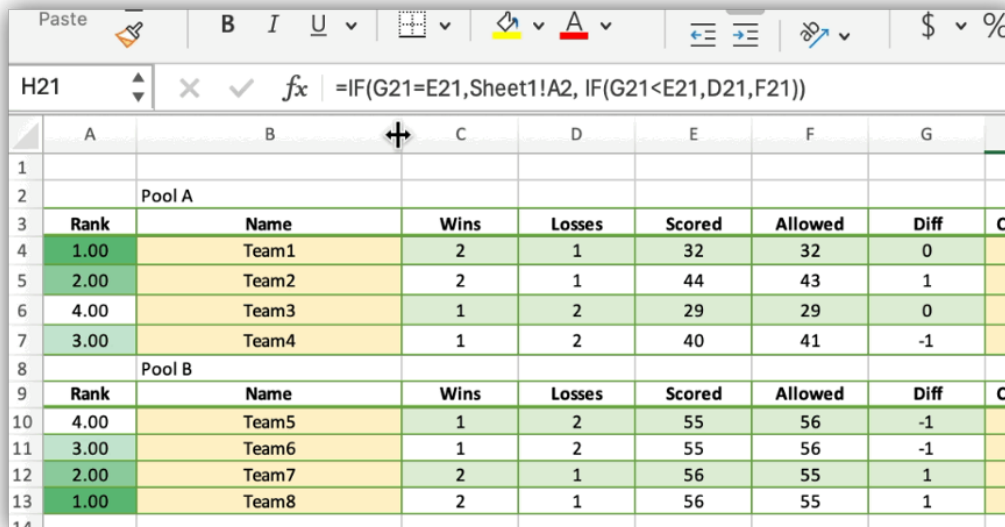 Paste B I U A $ %
H21 fx =IF(G21=E21,Sheet1!A2, IF(G21<E21,D21,F21))
A B C D E F G
1
2 Pool A
3 Rank Name Wins Losses Scored Allowed Diff
4 1.00 Team1 2 1 32 32 0
5 2.00 Team2 2 1 44 43 1
6 4.00 Team3 1 2 29 29 0
7 3.00 Team4 1 2 40 41 -1
8 Pool B
9 Rank Name Wins Losses Scored Allowed Diff
10 4.00 Team5 1 2 55 56 -1
11 3.00 Team6 1 2 55 56 -1
12 2.00 Team7 2 1 56 55 1
13 1.00 Team8 2 1 56 55 1